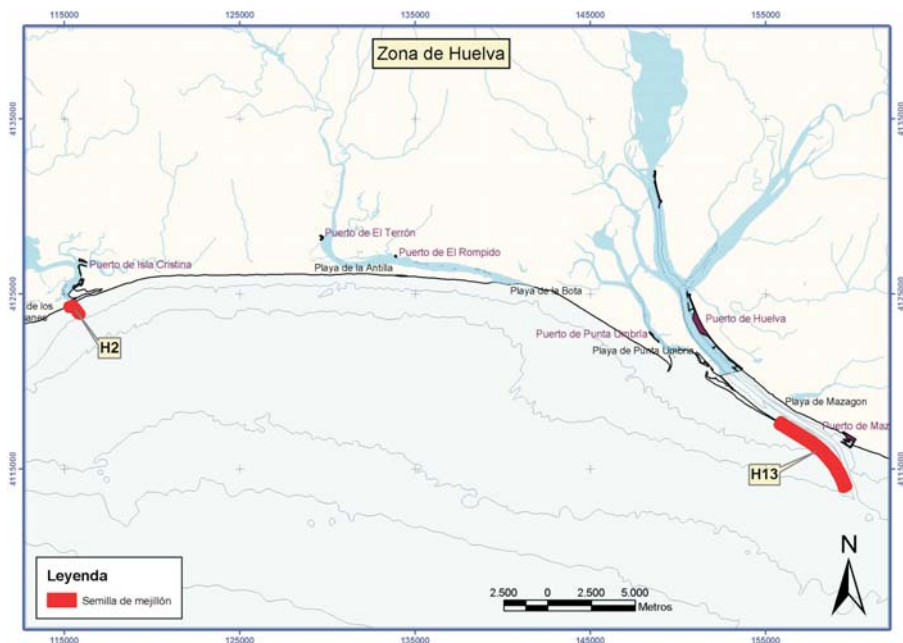 115000 125000 135000 145000 155000
Zona de Huelva
4135000 4135000
Puerto de El Terrón
Puerto de El Rompido
Puerto de Isla Cristina
Playa de la Antilla
4125000 4125000
Playa de la Bota
de los
anes
Puerto de Huelva
Puerto de Punta Umbría
H2
Playa de Punta Umbria
Playa de Mazagon
Puerto de Maz
4115000 4115000
H13
N
Leyenda
Semilla de mejillón
2.500 0 2.500 5.000
Metros
115000 125000 135000 145000 155000